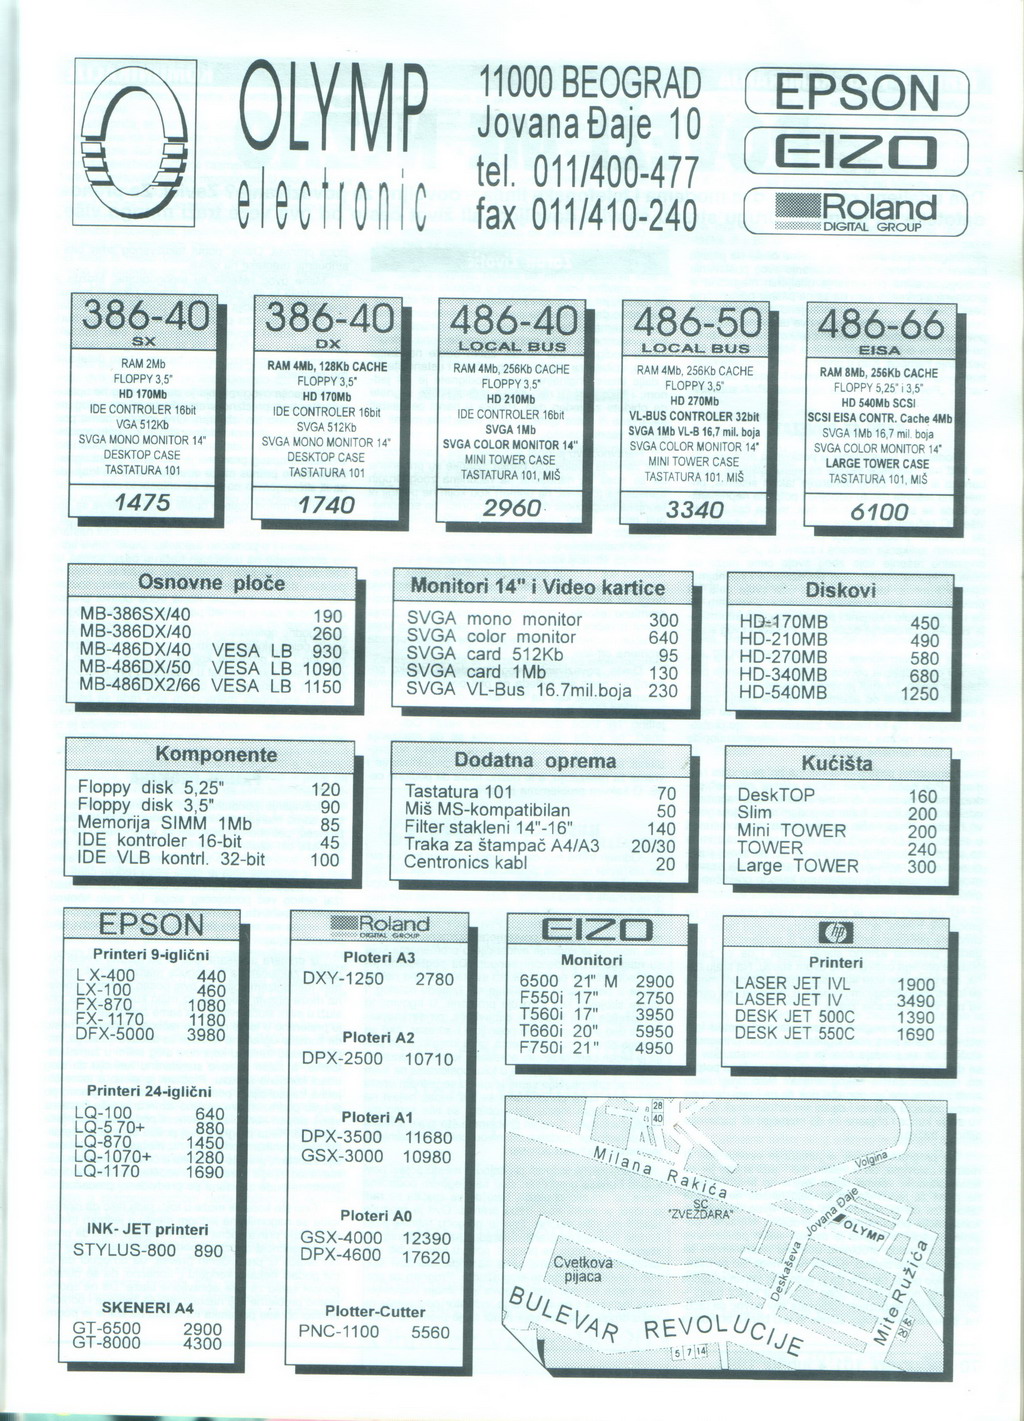 OLYMP
electronic
11000 BEOGRAD
Jovana Đaje 10
tel. 011/400-477
fax 011/410-240
EPSON
EIZO
Roland
DIGITAL GROUP
386-40
SX
RAM 2Mb
FLOPPY 3,5"
HD 170Mb
IDE CONTROLER 16bit
VGA 512Kb
SVGA MONO MONITOR 14"
DESKTOP CASE
TASTATURA 101
1475
386-40
DX
RAM 4Mb, 128Kb CACHE
FLOPPY 3,5"
HD 170Mb
IDE CONTROLER 16bit
SVGA 512Kb
SVGA MONO MONITOR 14"
DESKTOP CASE
TASTATURA 101
1740
486-40
LOCAL BUS
RAM 4Mb, 256Kb CACHE
FLOPPY 3,5"
HD 210Mb
IDE CONTROLER 16bit
SVGA 1Mb
SVGA COLOR MONITOR 14"
MINI TOWER CASE
TASTATURA 101, MIŠ
2960
486-50
LOCAL BUS
RAM 4Mb, 256Kb CACHE
FLOPPY 3,5"
HD 270Mb
VL-BUS CONTROLER 32bit
SVGA 1Mb VL-B 16,7 mil. boja
SVGA COLOR MONITOR 14"
MINI TOWER CASE
TASTATURA 101. MIŠ
3340
486-66
EISA
RAM 8Mb, 256Kb CACHE
FLOPPY 5,25" i 3,5"
HD 540Mb SCSI
SCSI EISA CONTR. Cache 4Mb
SVGA 1Mb 16,7 mil. boja
SVGA COLOR MONITOR 14"
LARGE TOWER CASE
TASTATURA 101, MIŠ
6100
Osnovne ploče
MB-386SX/40 190
MB-386DX/40 260
MB-486DX/40 VESA LB 930
MB-486DX/50 VESA LB 1090
MB-486DX2/66 VESA LB 1150
Monitori 14" i Video kartice
SVGA mono monitor 300
SVGA color monitor 640
SVGA card 512Kb 95
SVGA card 1Mb 130
SVGA VL-Bus 16.7mil.boja 230
Diskovi
HD-170MB 450
HD-210MB 490
HD-270MB 580
HD-340MB 680
HD-540MB 1250
Komponente
Floppy disk 5,25" 120
Floppy disk 3,5" 90
Memorija SIMM 1Mb 85
IDE kontroler 16-bit 45
IDE VLB kontrl. 32-bit 100
Dodatna oprema
Tastatura 101 70
Miš MS-kompatibilan 50
Filter stakleni 14"-16" 140
Traka za štampač A4/A3 20/30
Centronics kabl 20
Kućišta
DeskTOP 160
Slim 200
Mini TOWER 200
TOWER 240
Large TOWER 300
EPSON
Printeri 9-iglični
LX-400 440
LX-100 460
FX-870 1080
FX-1170 1180
DFX-5000 3980
Printeri 24-iglični
LQ-100 640
LQ-570+ 880
LQ-870 1450
LQ-1070+ 1280
LQ-1170 1690
INK- JET printeri
STYLUS-800 890
SKENERI A4
GT-6500 2900
GT-8000 4300
Roland
DIGITAL GROUP
Ploteri A3
DXY-1250 2780
Ploteri A2
DPX-2500 10710
Ploteri A1
DPX-3500 11680
GSX-3000 10980
Ploteri A0
GSX-4000 12390
DPX-4600 17620
Plotter-Cutter
PNC-1100 5560
EIZO
Monitori
6500 21" M 2900
F550i 17" 2750
T560i 17" 3950
T660i 20" 5950
F750i 21" 4950
hp
Printeri
LASER JET IVL 1900
LASER JET IV 3490
DESK JET 500C 1390
DESK JET 550C 1690
28
40
Milana Rakića
Volgina
SC
"ZVEZDARA"
Jovana Đaje
OLYMP
Cvetkova
pijaca
Deskaševa
Mite Ružića
BULEVAR REVOLUCIJE
5 7 14